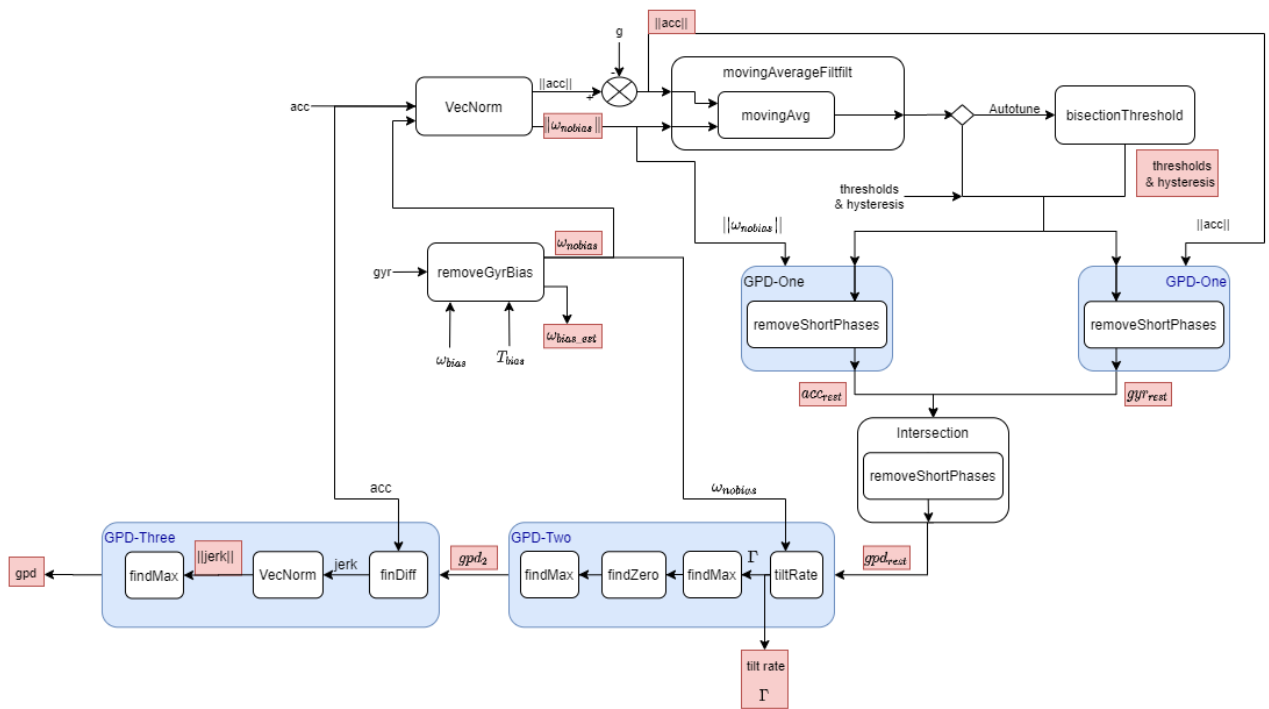 ||acc||
g
-
+
movingAverageFiltfilt
||acc||
acc
VecNorm
movingAvg
Autotune
bisectionThreshold
||ω_nobias||
thresholds
& hysteresis
thresholds
& hysteresis
||ω_nobias||
||acc||
ω_nobias
gyr
removeGyrBias
GPD-One
GPD-One
removeShortPhases
removeShortPhases
ω_bias_est
ω_bias
T_bias
acc_rest
gyr_rest
Intersection
removeShortPhases
acc
ω_nobias
GPD-Three
GPD-Two
||jerk||
gpd_2
Γ
gpd_rest
gpd
findMax
VecNorm
jerk
finDiff
findMax
findZero
findMax
tiltRate
tilt rate
Γ